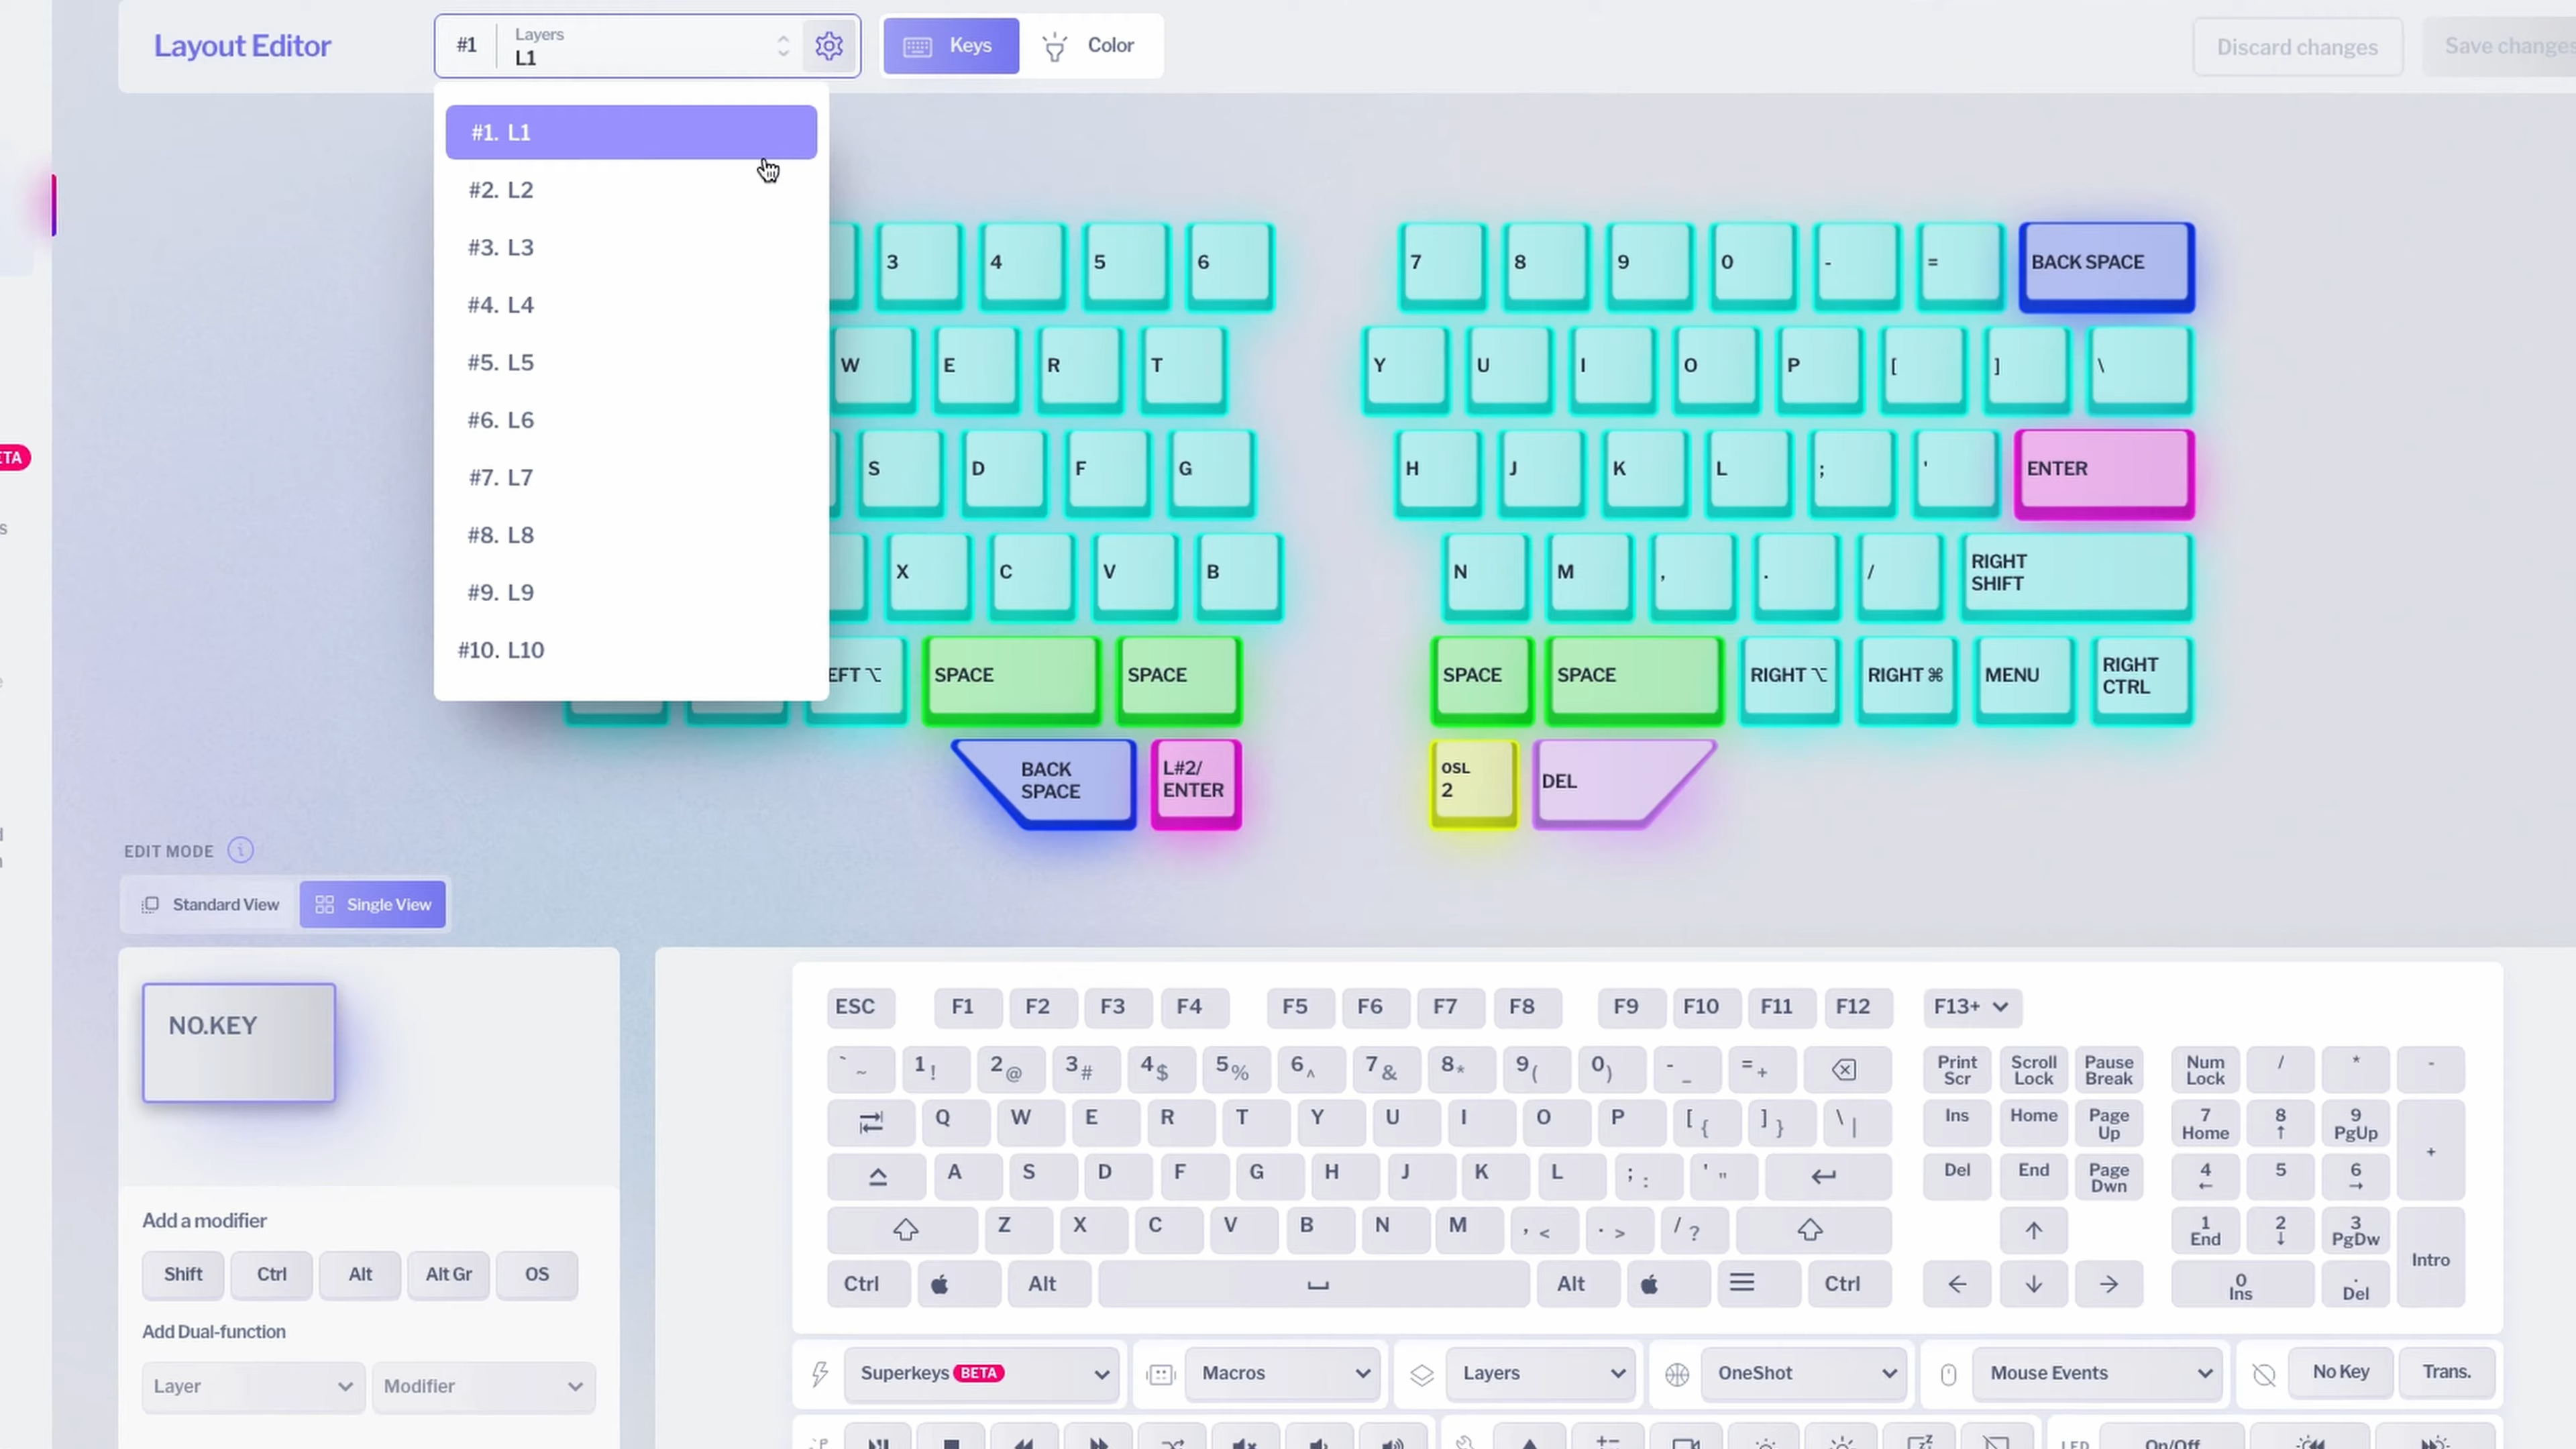 Layout Editor
#1
Layers
L1
Keys
Color
Discard changes
Save changes
#1. L1
#2. L2
#3. L3
#4. L4
#5. L5
#6. L6
#7. L7
#8. L8
#9. L9
#10. L10
3 4 5 6 7 8 9 0 - = BACK SPACE
W E R T Y U I O P [ ] \
S D F G H J K L ; ' ENTER
X C V B N M , . / RIGHT
SHIFT
EFT ⌥ SPACE SPACE SPACE SPACE RIGHT ⌥ RIGHT ⌘ MENU RIGHT
CTRL
BACK
SPACE
L#2/
ENTER
OSL
2
DEL
ETA
EDIT MODE
Standard View
Single View
NO.KEY
Add a modifier
Shift Ctrl Alt Alt Gr OS
Add Dual-function
Layer Modifier
ESC F1 F2 F3 F4 F5 F6 F7 F8 F9 F10 F11 F12 F13+
` ~ 1 ! 2 @ 3 # 4 $ 5 % 6 ^ 7 & 8 * 9 ( 0 ) - _ = +
Print
Scr
Scroll
Lock
Pause
Break
Num
Lock
/ * -
Q W E R T Y U I O P [ { ] } \ |
Ins Home Page
Up
7
Home
8
↑
9
PgUp
+
A S D F G H J K L ; : ' "
Del End Page
Dwn
4
←
5
6
→
Z X C V B N M , < . > / ?
↑
1
End
2
↓
3
PgDw
Intro
Ctrl Alt Alt Ctrl
← ↓ →
0
Ins
.
Del
Superkeys BETA
Macros
Layers
OneShot
Mouse Events
No Key
Trans.
LED
On/Off